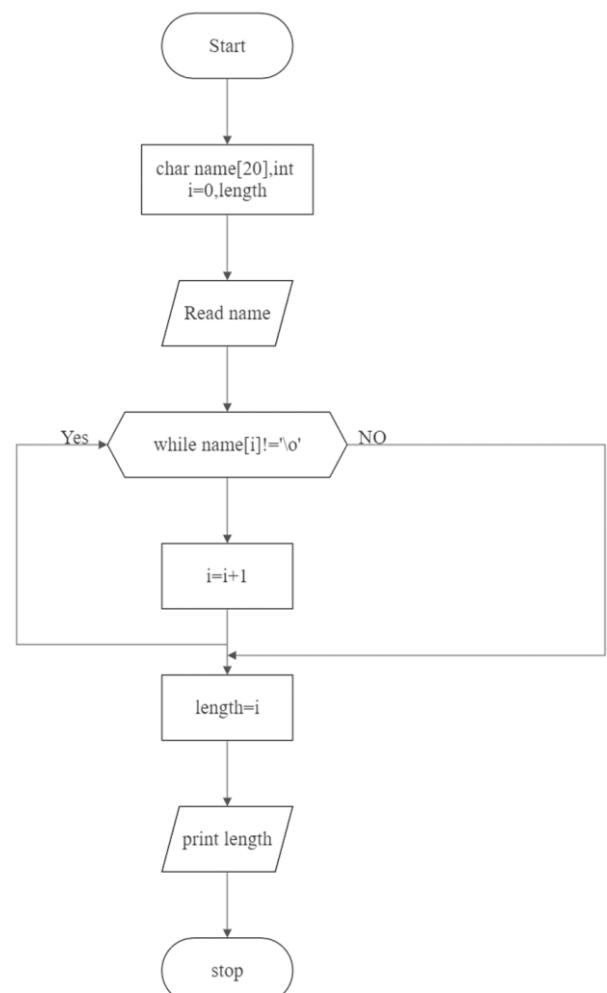 Start
char name[20],int
i=0,length
Read name
Yes
while name[i]!='\o'
NO
i=i+1
length=i
print length
stop